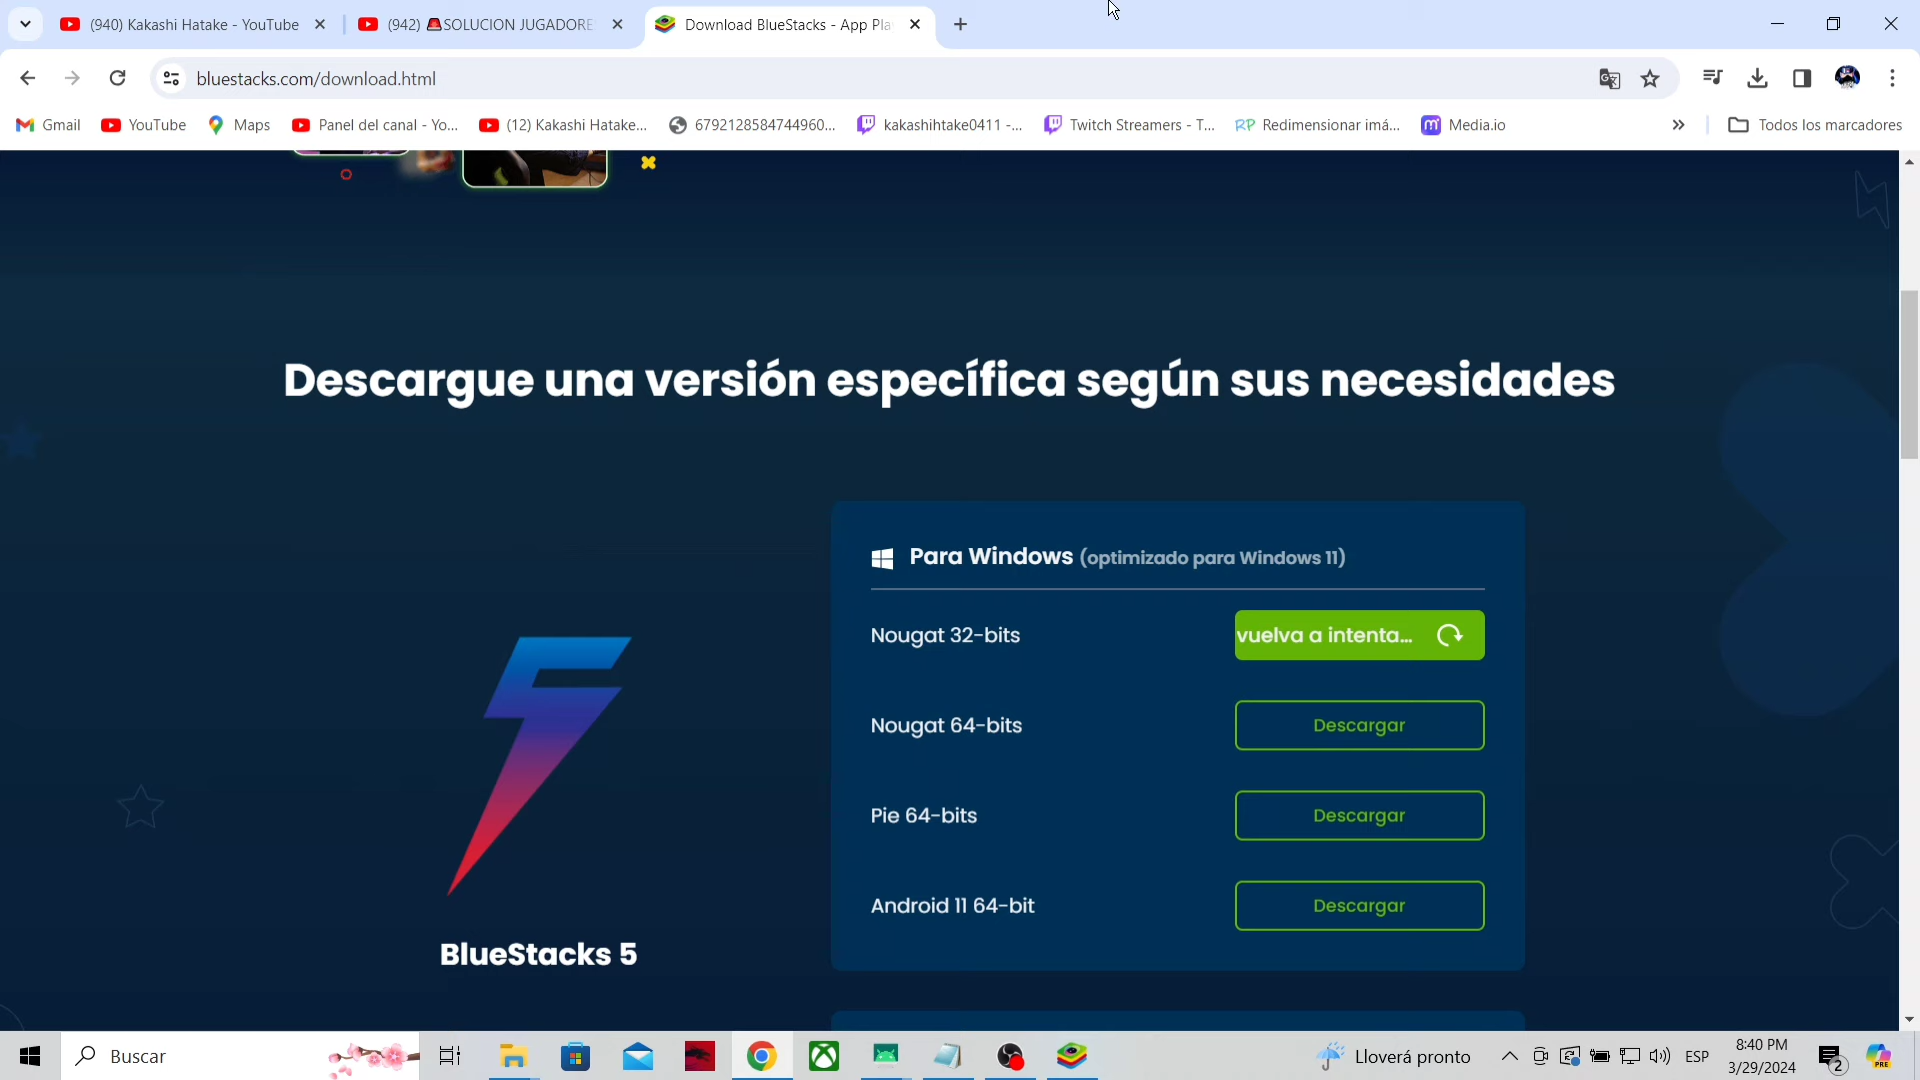 (940) Kakashi Hatake - YouTube
(942) 🚨SOLUCION JUGADORE
Download BlueStacks - App Pla
bluestacks.com/download.html
Gmail
YouTube
Maps
Panel del canal - Yo...
(12) Kakashi Hatake...
6792128584744960...
kakashihtake0411 -...
Twitch Streamers - T...
RP
Redimensionar imá...
Media.io
Todos los marcadores
Descargue una versión específica según sus necesidades
Para Windows (optimizado para Windows 11)
Nougat 32-bits
vuelva a intenta...
Nougat 64-bits
Descargar
Pie 64-bits
Descargar
Android 11 64-bit
Descargar
BlueStacks 5
Buscar
Lloverá pronto
ESP
8:40 PM
3/29/2024
2
PRE